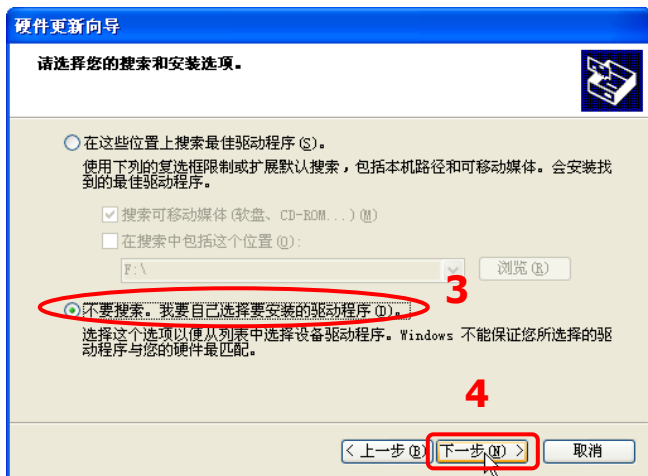 硬件更新向导
请选择您的搜索和安装选项。
在这些位置上搜索最佳驱动程序(S)。
使用下列的复选框限制或扩展默认搜索，包括本机路径和可移动媒体。会安装找
到的最佳驱动程序。
搜索可移动媒体(软盘、CD-ROM...)(M)
在搜索中包括这个位置(O):
F:\
浏览(R)
3
不要搜索。我要自己选择要安装的驱动程序(D)。
选择这个选项以便从列表中选择设备驱动程序。Windows 不能保证您所选择的驱
动程序与您的硬件最匹配。
4
< 上一步(B)
下一步(N) >
取消